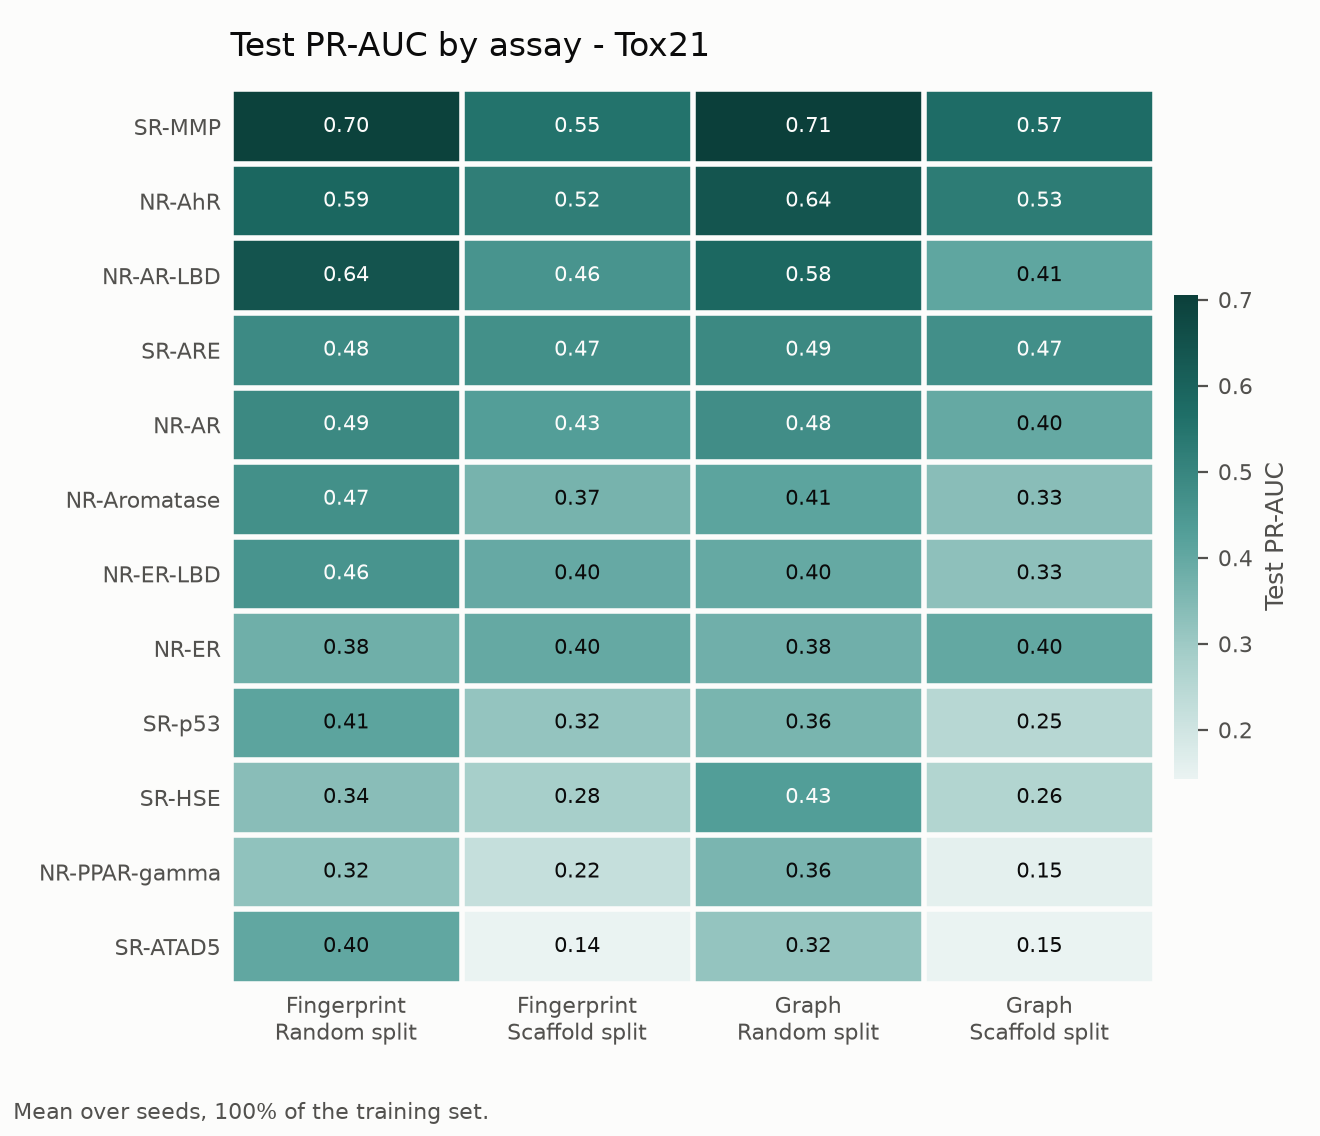 Test PR-AUC by assay - Tox21
SR-MMP 0.70 0.55 0.71 0.57
NR-AhR 0.59 0.52 0.64 0.53
NR-AR-LBD 0.64 0.46 0.58 0.41
SR-ARE 0.48 0.47 0.49 0.47
NR-AR 0.49 0.43 0.48 0.40
NR-Aromatase 0.47 0.37 0.41 0.33
NR-ER-LBD 0.46 0.40 0.40 0.33
NR-ER 0.38 0.40 0.38 0.40
SR-p53 0.41 0.32 0.36 0.25
SR-HSE 0.34 0.28 0.43 0.26
NR-PPAR-gamma 0.32 0.22 0.36 0.15
SR-ATAD5 0.40 0.14 0.32 0.15
Fingerprint Fingerprint Graph Graph
Random split Scaffold split Random split Scaffold split
0.7
0.6
0.5
0.4
0.3
0.2
Test PR-AUC
Mean over seeds, 100% of the training set.